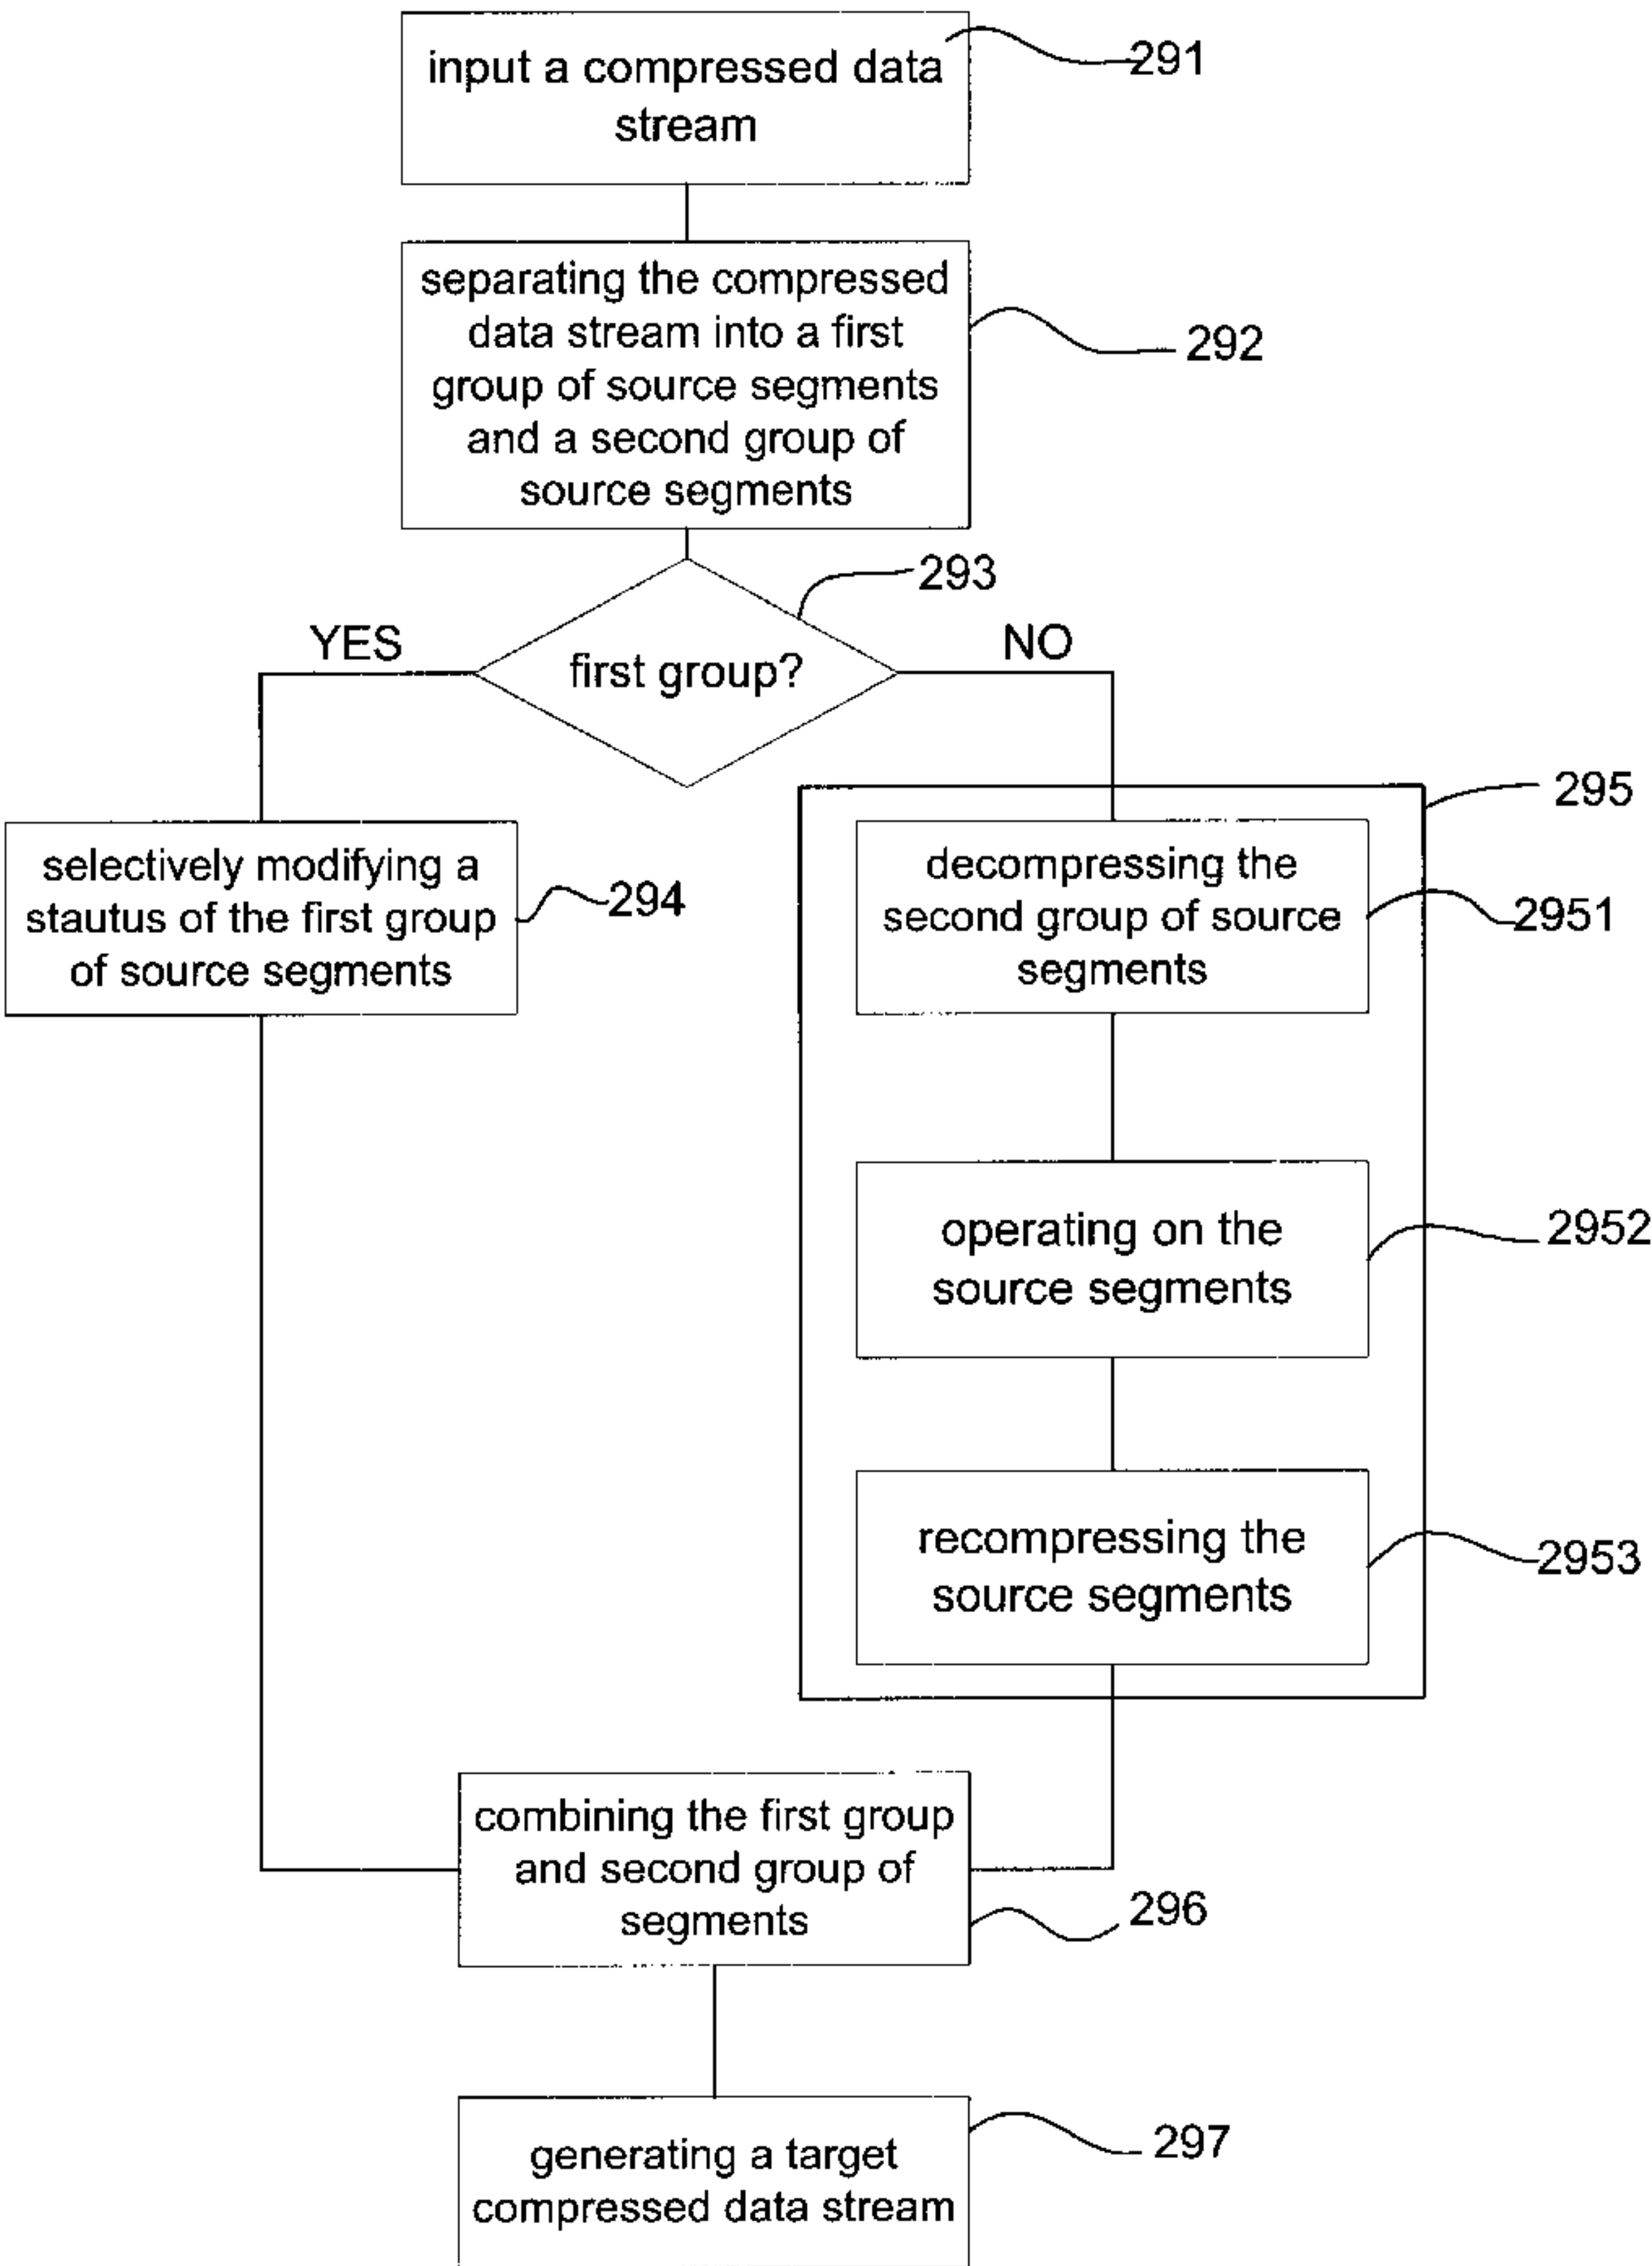 input a compressed data
stream
291
separating the compressed
data stream into a first
group of source segments
and a second group of
source segments
292
293
YES
first group?
NO
295
selectively modifying a
stautus of the first group
of source segments
294
decompressing the
second group of source
segments
2951
operating on the
source segments
2952
recompressing the
source segments
2953
combining the first group
and second group of
segments
296
generating a target
compressed data stream
297